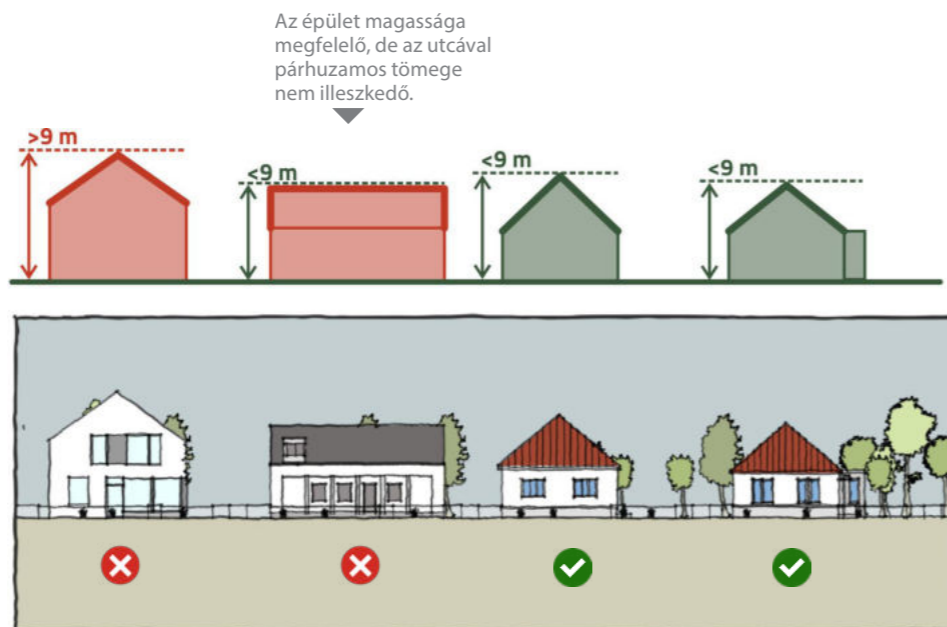 Az épület magassága
megfelelő, de az utcával
párhuzamos tömege
nem illeszkedő.
>9 m
<9 m
<9 m
<9 m